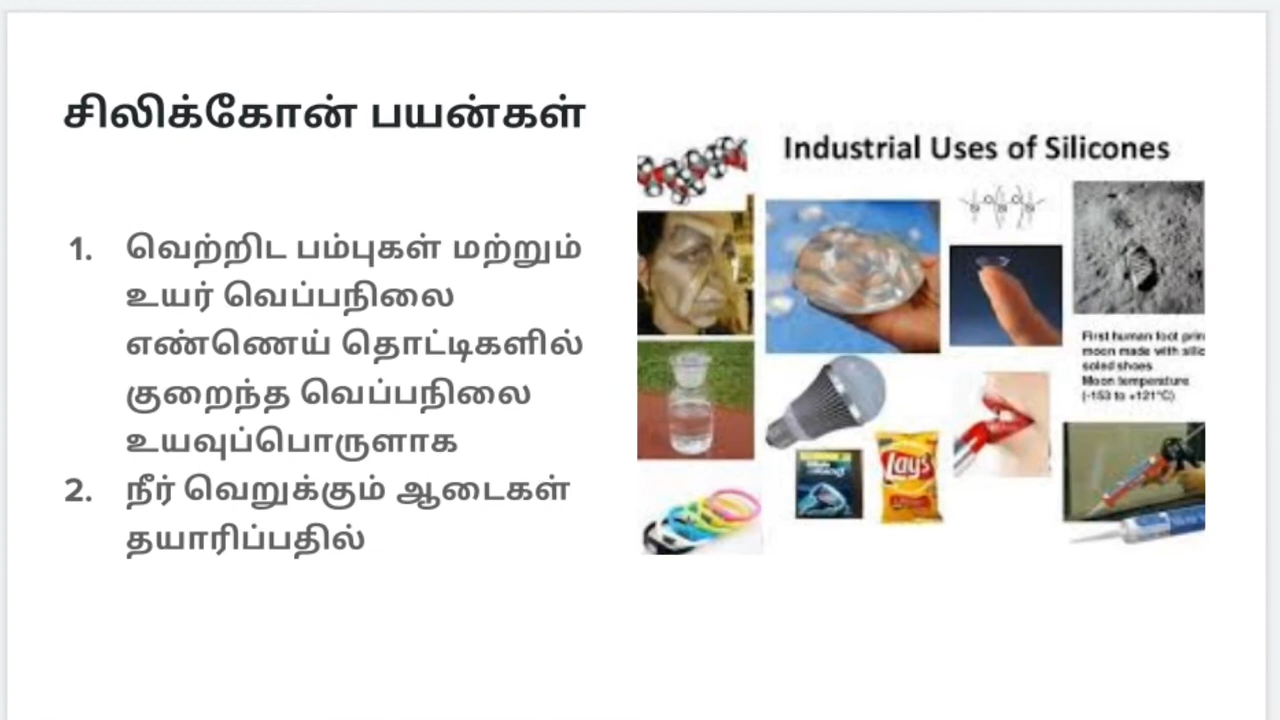 சிலிக்கோன் பயன்கள்
1. வெற்றிட பம்புகள் மற்றும்
உயர் வெப்பநிலை
எண்ணெய் தொட்டிகளில்
குறைந்த வெப்பநிலை
உயவுப்பொருளாக
2. நீர் வெறுக்கும் ஆடைகள்
தயாரிப்பதில்
Industrial Uses of Silicones
First human foot prin
moon made with silic
soled shoes
Moon temperature
(-153 to +121°C)
Lays